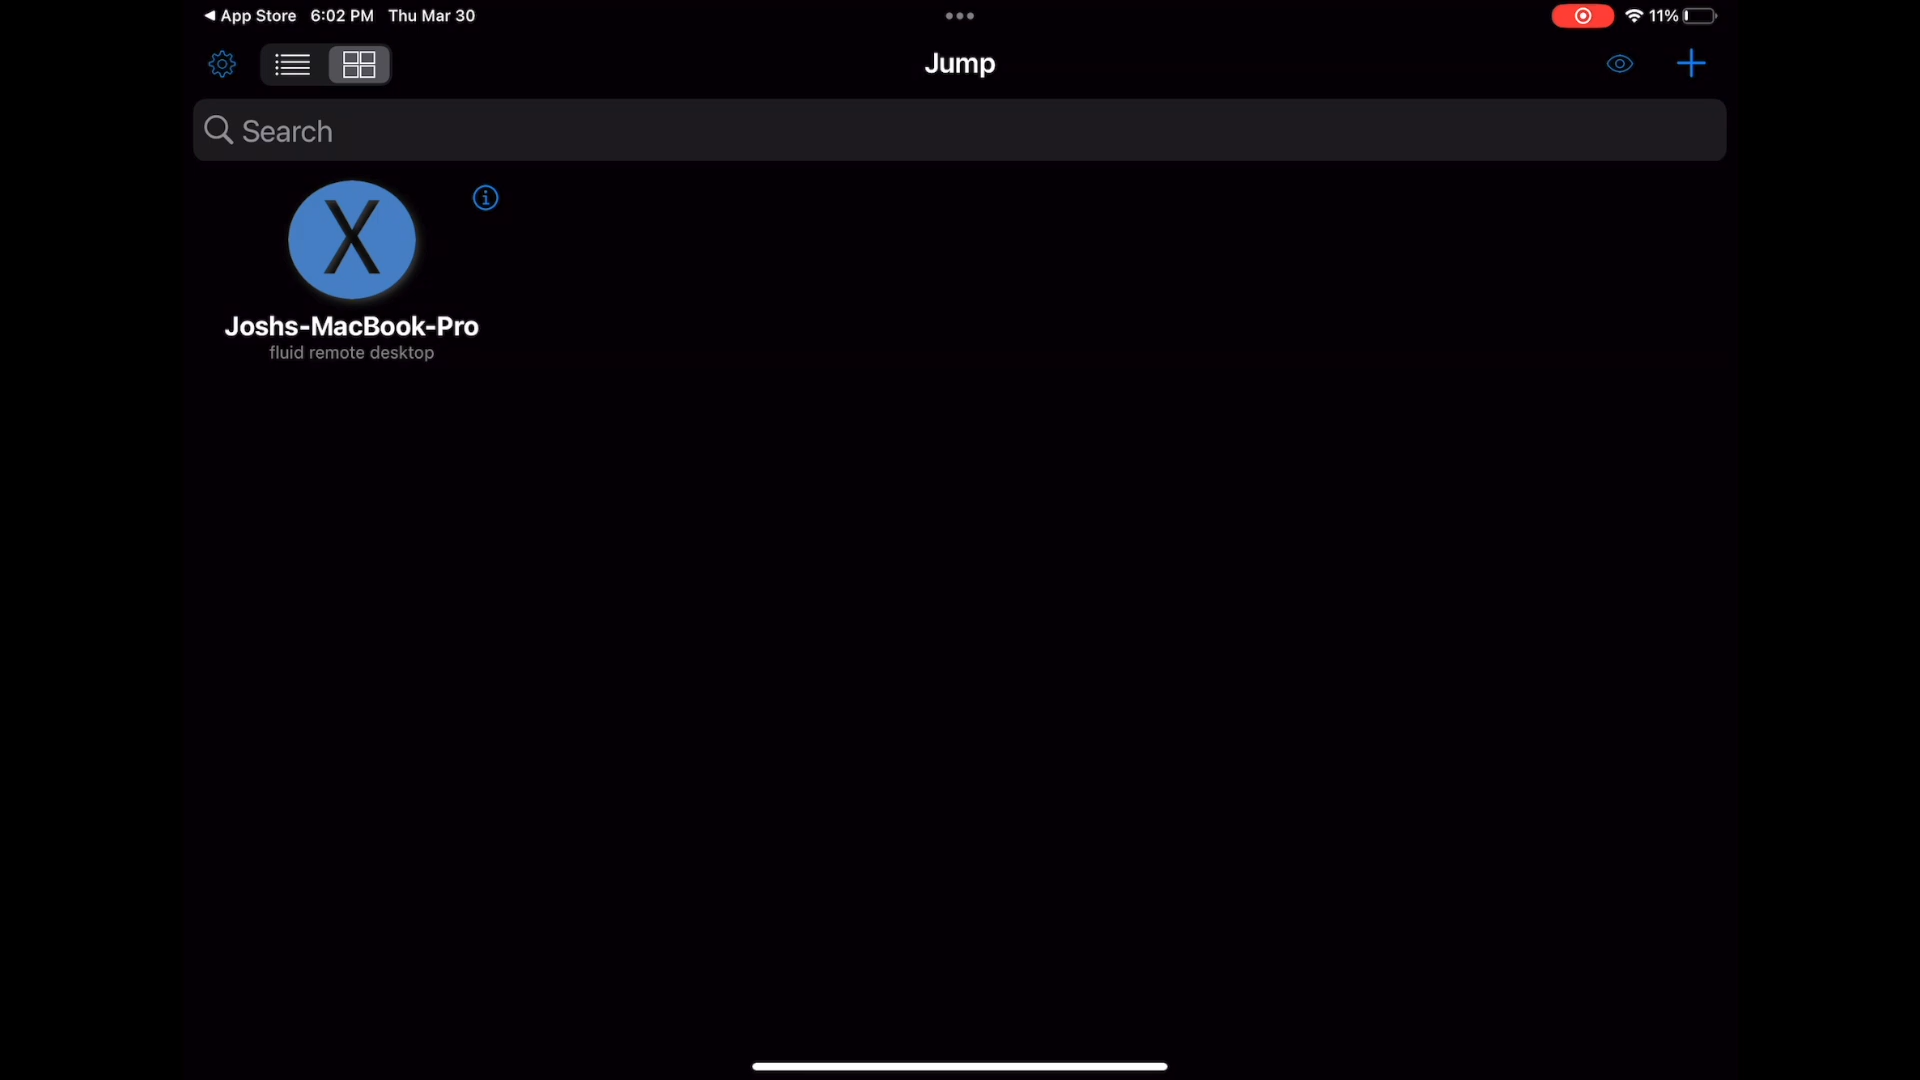 ◀ App Store 6:02 PM Thu Mar 30
11%
Jump
Search
X
Joshs-MacBook-Pro
fluid remote desktop